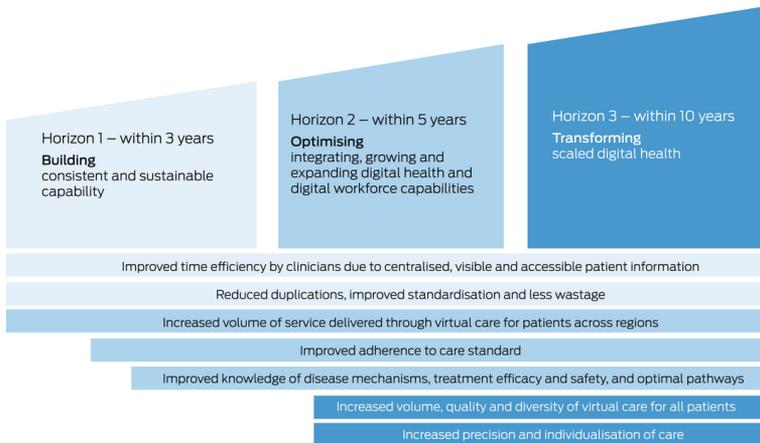 Horizon 1 – within 3 years
Building
consistent and sustainable
capability
Horizon 2 – within 5 years
Optimising
integrating, growing and
expanding digital health and
digital workforce capabilities
Horizon 3 – within 10 years
Transforming
scaled digital health
Improved time efficiency by clinicians due to centralised, visible and accessible patient information
Reduced duplications, improved standardisation and less wastage
Increased volume of service delivered through virtual care for patients across regions
Improved adherence to care standard
Improved knowledge of disease mechanisms, treatment efficacy and safety, and optimal pathways
Increased volume, quality and diversity of virtual care for all patients
Increased precision and individualisation of care